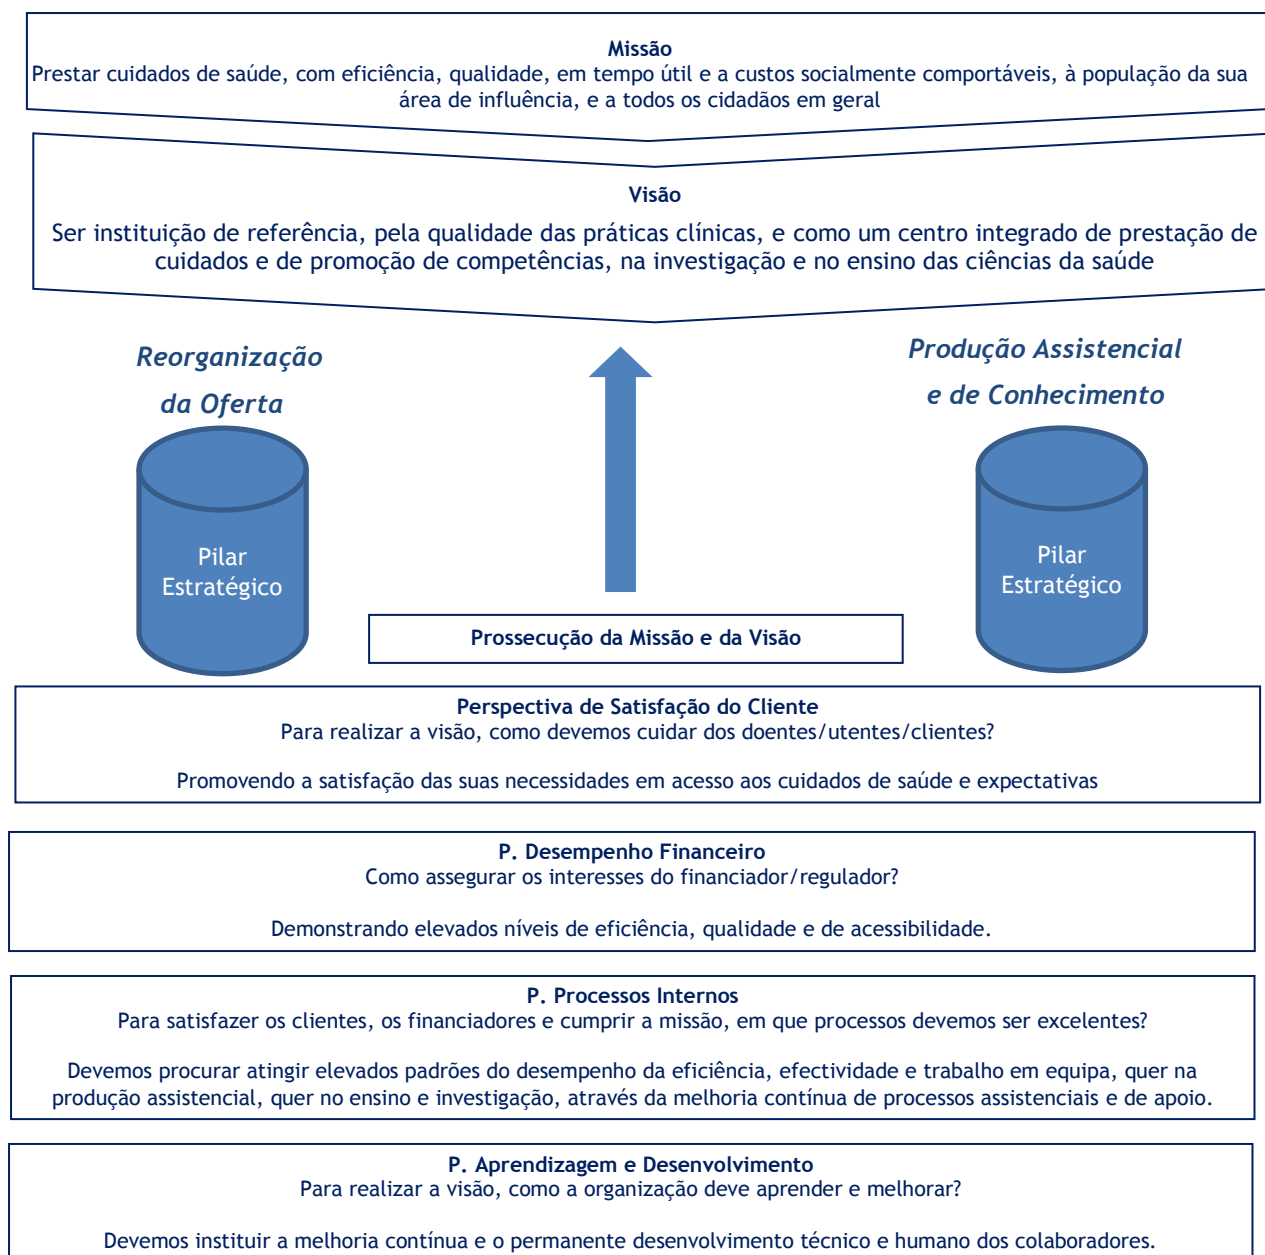 Missão
Prestar cuidados de saúde, com eficiência, qualidade, em tempo útil e a custos socialmente comportáveis, à população da sua
área de influência, e a todos os cidadãos em geral
Visão
Ser instituição de referência, pela qualidade das práticas clínicas, e como um centro integrado de prestação de
cuidados e de promoção de competências, na investigação e no ensino das ciências da saúde
Reorganização
da Oferta
Produção Assistencial
e de Conhecimento
Pilar
Estratégico
Pilar
Estratégico
Prossecução da Missão e da Visão
Perspectiva de Satisfação do Cliente
Para realizar a visão, como devemos cuidar dos doentes/utentes/clientes?
Promovendo a satisfação das suas necessidades em acesso aos cuidados de saúde e expectativas
P. Desempenho Financeiro
Como assegurar os interesses do financiador/regulador?
Demonstrando elevados níveis de eficiência, qualidade e de acessibilidade.
P. Processos Internos
Para satisfazer os clientes, os financiadores e cumprir a missão, em que processos devemos ser excelentes?
Devemos procurar atingir elevados padrões do desempenho da eficiência, efectividade e trabalho em equipa, quer na
produção assistencial, quer no ensino e investigação, através da melhoria contínua de processos assistenciais e de apoio.
P. Aprendizagem e Desenvolvimento
Para realizar a visão, como a organização deve aprender e melhorar?
Devemos instituir a melhoria contínua e o permanente desenvolvimento técnico e humano dos colaboradores.